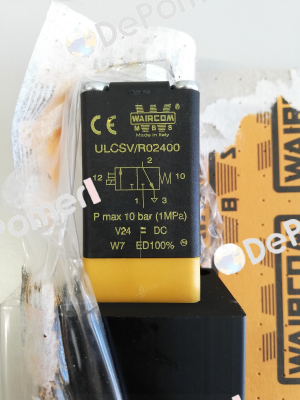 WAIRCOM
M B S
Made in Italy
CE
ULCSV/R02400
2
12 10
1 3
P max 10 bar (1MPa)
V24 = DC
W7 ED100%
DePomeri
WAIRCOM